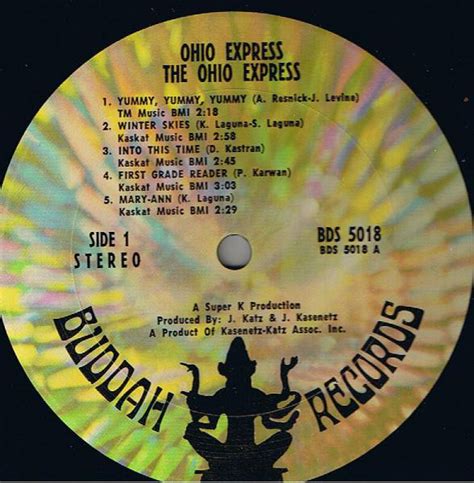 OHIO EXPRESS
THE OHIO EXPRESS
1. YUMMY, YUMMY, YUMMY (A. Resnick-J. Levine)
TM Music BMI 2:18
2. WINTER SKIES (K. Laguna-S. Laguna)
Kaskat Music BMI 2:58
3. INTO THIS TIME (D. Kastran)
Kaskat Music BMI 2:45
4. FIRST GRADE READER (P. Karwan)
Kaskat Music BMI 3:03
5. MARY-ANN (K. Laguna)
Kaskat Music BMI 2:29
SIDE 1
STEREO
BDS 5018
BDS 5018 A
A Super K Production
Produced By: J. Katz & J. Kasenetz
A Product Of Kasenetz-Katz Assoc. Inc.
BUDDAH RECORDS